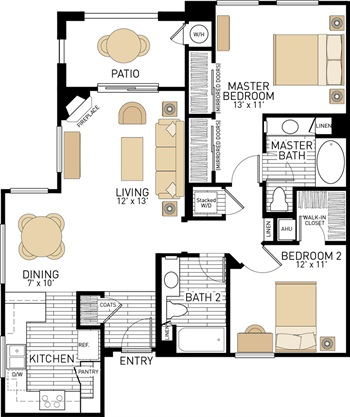 W/H
PATIO
MASTER
BEDROOM
13' x 11'
(MIRRORED DOORS)
FIREPLACE
(MIRRORED DOORS)
LINEN
MASTER
BATH
LIVING
12' x 13'
Stacked
W/D
WALK-IN
CLOSET
LINEN
AHU
DINING
7' x 10'
BEDROOM 2
12' x 11'
COATS
BATH 2
LINEN
REF.
KITCHEN
ENTRY
D/W
PANTRY